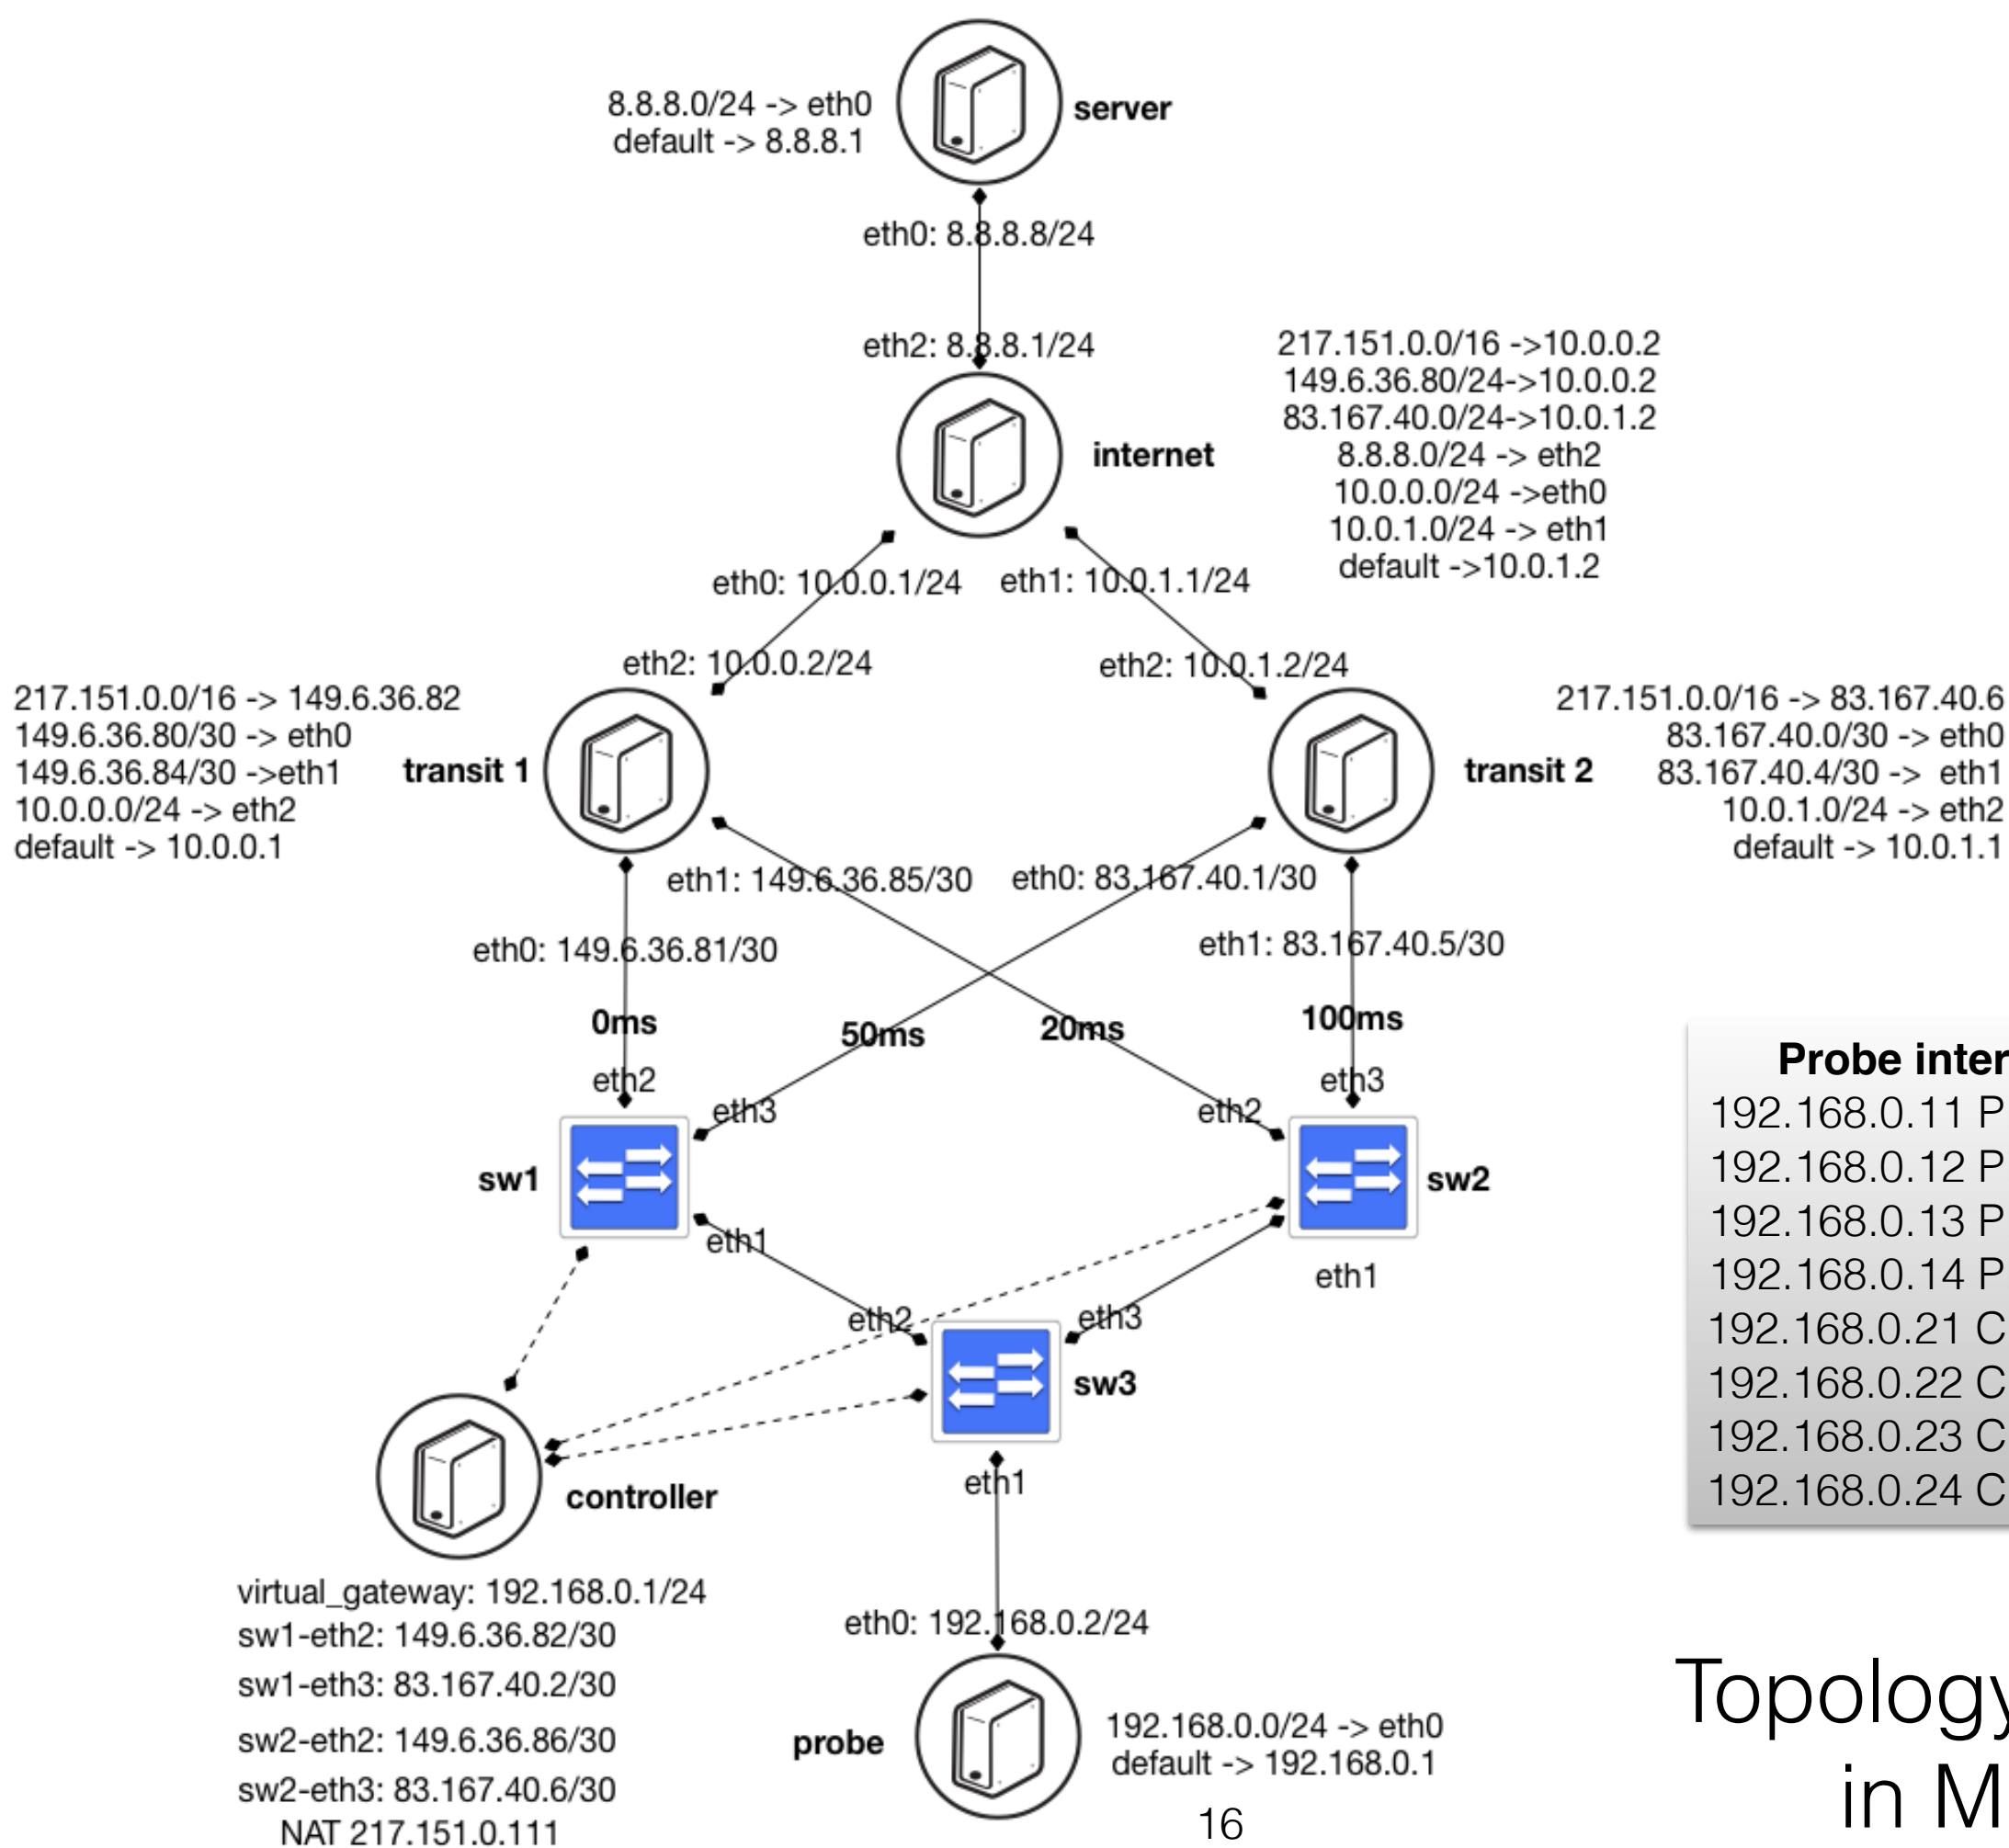 8.8.8.0/24 -> eth0
default -> 8.8.8.1
server
eth0: 8.8.8.8/24
eth2: 8.8.8.1/24
internet
217.151.0.0/16 ->10.0.0.2
149.6.36.80/24->10.0.0.2
83.167.40.0/24->10.0.1.2
8.8.8.0/24 -> eth2
10.0.0.0/24 ->eth0
10.0.1.0/24 -> eth1
default ->10.0.1.2
eth0: 10.0.0.1/24
eth1: 10.0.1.1/24
eth2: 10.0.0.2/24
eth2: 10.0.1.2/24
217.151.0.0/16 -> 149.6.36.82
149.6.36.80/30 -> eth0
149.6.36.84/30 ->eth1
10.0.0.0/24 -> eth2
default -> 10.0.0.1
transit 1
transit 2
217.151.0.0/16 -> 83.167.40.6
83.167.40.0/30 -> eth0
83.167.40.4/30 -> eth1
10.0.1.0/24 -> eth2
default -> 10.0.1.1
eth1: 149.6.36.85/30
eth0: 83.167.40.1/30
eth0: 149.6.36.81/30
eth1: 83.167.40.5/30
0ms
50ms
20ms
100ms
eth2
eth3
eth2
eth3
sw1
sw2
eth1
eth1
eth2
eth3
sw3
eth1
controller
virtual_gateway: 192.168.0.1/24
sw1-eth2: 149.6.36.82/30
sw1-eth3: 83.167.40.2/30
sw2-eth2: 149.6.36.86/30
sw2-eth3: 83.167.40.6/30
NAT 217.151.0.111
eth0: 192.168.0.2/24
probe
192.168.0.0/24 -> eth0
default -> 192.168.0.1
16
Probe inter
192.168.0.11 P
192.168.0.12 P
192.168.0.13 P
192.168.0.14 P
192.168.0.21 C
192.168.0.22 C
192.168.0.23 C
192.168.0.24 C
Topology
in M